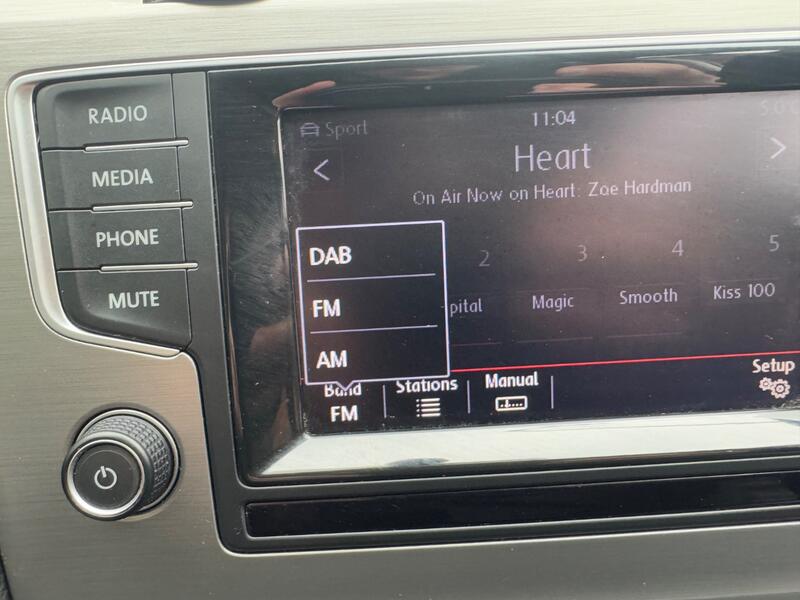 RADIO
MEDIA
PHONE
MUTE
Sport
11:04
Heart
On Air Now on Heart: Zoe Hardman
DAB
FM
AM
2 3 4 5
pital Magic Smooth Kiss 100
Band
FM
Stations
Manual
Setup